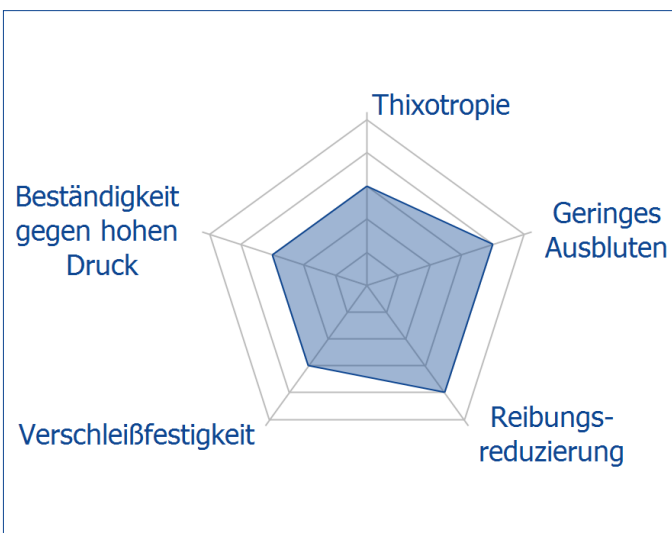 Thixotropie
Geringes
Ausbluten
Reibungs-
reduzierung
Verschleißfestigkeit
Beständigkeit
gegen hohen
Druck